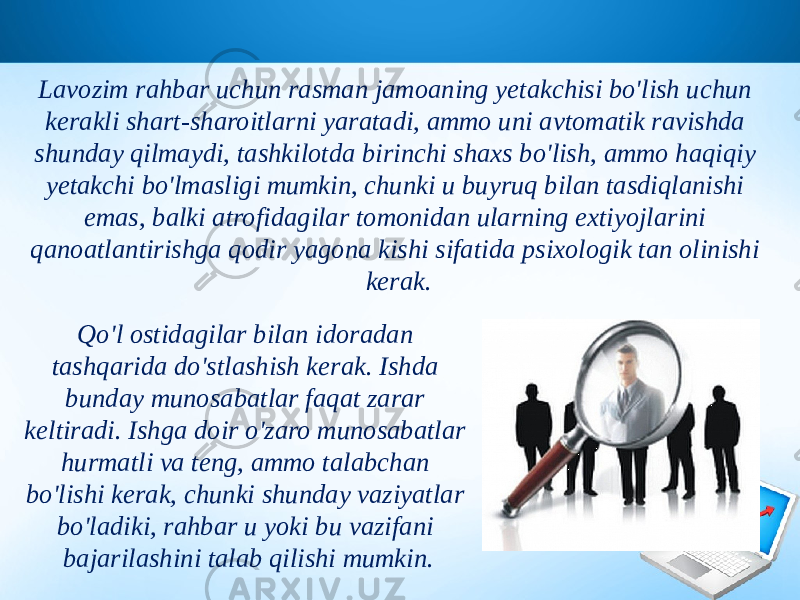 Lavozim rahbar uchun rasman jamoaning yetakchisi bo'lish uchun
kerakli shart-sharoitlarni yaratadi, ammo uni avtomatik ravishda
shunday qilmaydi, tashkilotda birinchi shaxs bo'lish, ammo haqiqiy
yetakchi bo'lmasligi mumkin, chunki u buyruq bilan tasdiqlanishi
emas, balki atrofidagilar tomonidan ularning extiyojlarini
qanoatlantirishga qodir yagona kishi sifatida psixologik tan olinishi
kerak.
Qo'l ostidagilar bilan idoradan
tashqarida do'stlashish kerak. Ishda
bunday munosabatlar faqat zarar
keltiradi. Ishga doir o'zaro munosabatlar
hurmatli va teng, ammo talabchan
bo'lishi kerak, chunki shunday vaziyatlar
bo'ladiki, rahbar u yoki bu vazifani
bajarilashini talab qilishi mumkin.
ARXIV.UZ
ARXIV.UZ
ARXIV.UZ
ARXIV.UZ